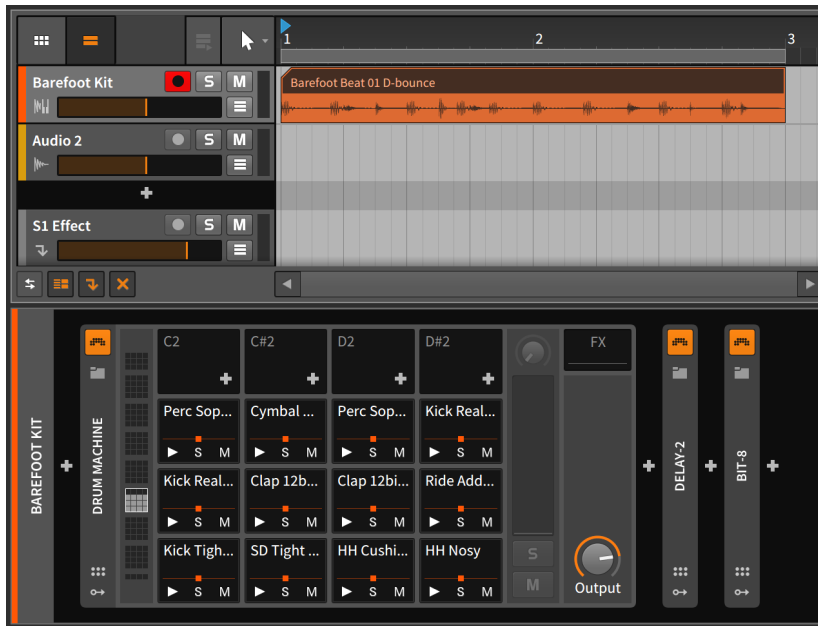 1 2 3
Barefoot Kit S M
Barefoot Beat 01 D-bounce
Audio 2 S M
S1 Effect S M
BAREFOOT KIT
DRUM MACHINE
C2 C#2 D2 D#2
Perc Sop... Cymbal ... Perc Sop... Kick Real...
S M S M S M S M
Kick Real... Clap 12b... Clap 12bi... Ride Add...
S M S M S M S M
Kick Tigh... SD Tight ... HH Cushi... HH Nosy
S M S M S M S M
S
M
FX
Output
DELAY-2
BIT-8